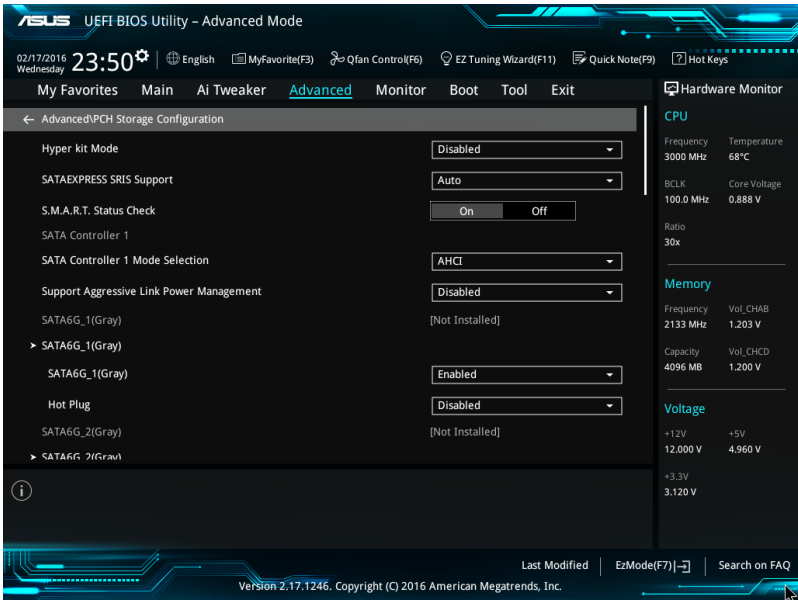 ASUS UEFI BIOS Utility – Advanced Mode
02/17/2016 Wednesday 23:50 English MyFavorite(F3) Qfan Control(F6) EZ Tuning Wizard(F11) Quick Note(F9) ? Hot Keys
My Favorites Main Ai Tweaker Advanced Monitor Boot Tool Exit
← Advanced\PCH Storage Configuration
Hyper kit Mode Disabled
SATAEXPRESS SRIS Support Auto
S.M.A.R.T. Status Check On Off
SATA Controller 1
SATA Controller 1 Mode Selection AHCI
Support Aggressive Link Power Management Disabled
SATA6G_1(Gray) [Not Installed]
> SATA6G_1(Gray)
SATA6G_1(Gray) Enabled
Hot Plug Disabled
SATA6G_2(Gray) [Not Installed]
> SATA6G_2(Gray)
Hardware Monitor
CPU
Frequency Temperature
3000 MHz 68°C
BCLK Core Voltage
100.0 MHz 0.888 V
Ratio
30x
Memory
Frequency Vol_CHAB
2133 MHz 1.203 V
Capacity Vol_CHCD
4096 MB 1.200 V
Voltage
+12V +5V
12.000 V 4.960 V
+3.3V
3.120 V
i
Last Modified EzMode(F7) Search on FAQ
Version 2.17.1246. Copyright (C) 2016 American Megatrends, Inc.